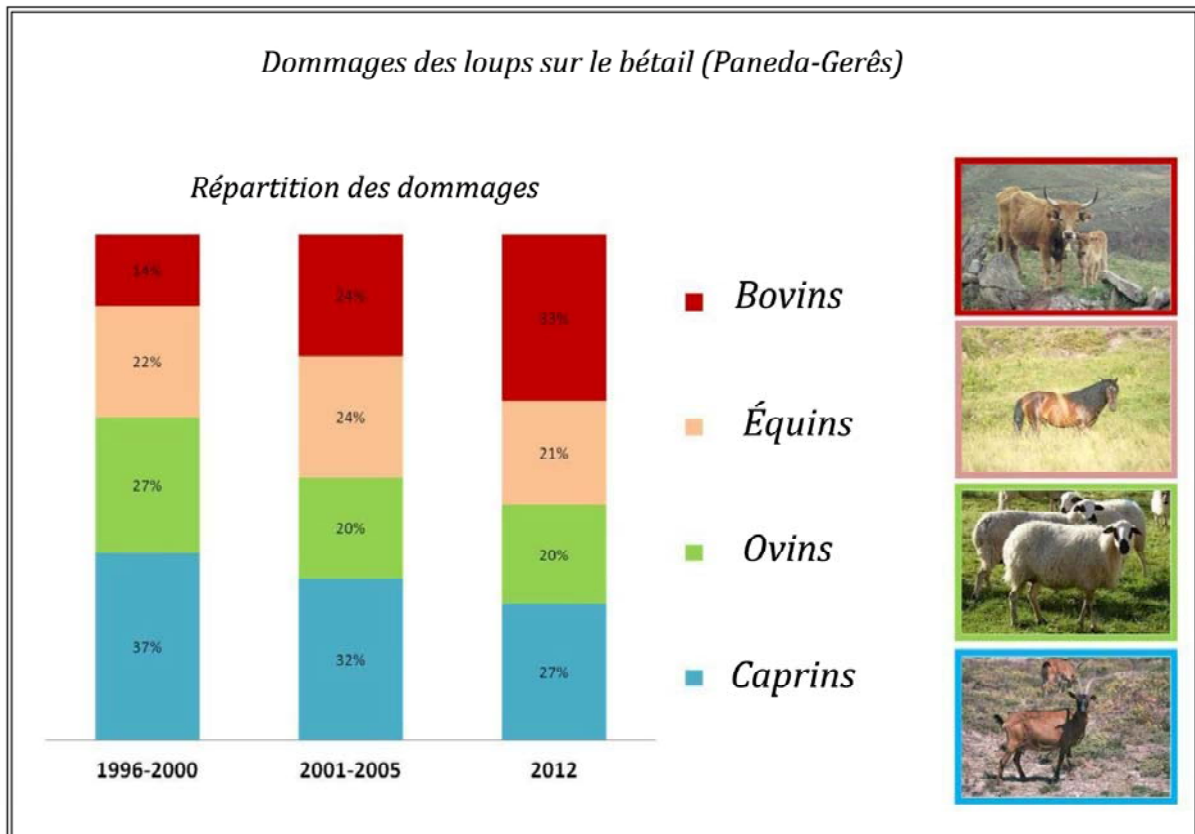 Dommages des loups sur le bétail (Paneda-Gerês)
Répartition des dommages
14%
22%
27%
37%
1996-2000
24%
24%
20%
32%
2001-2005
33%
21%
20%
27%
2012
Bovins
Équins
Ovins
Caprins